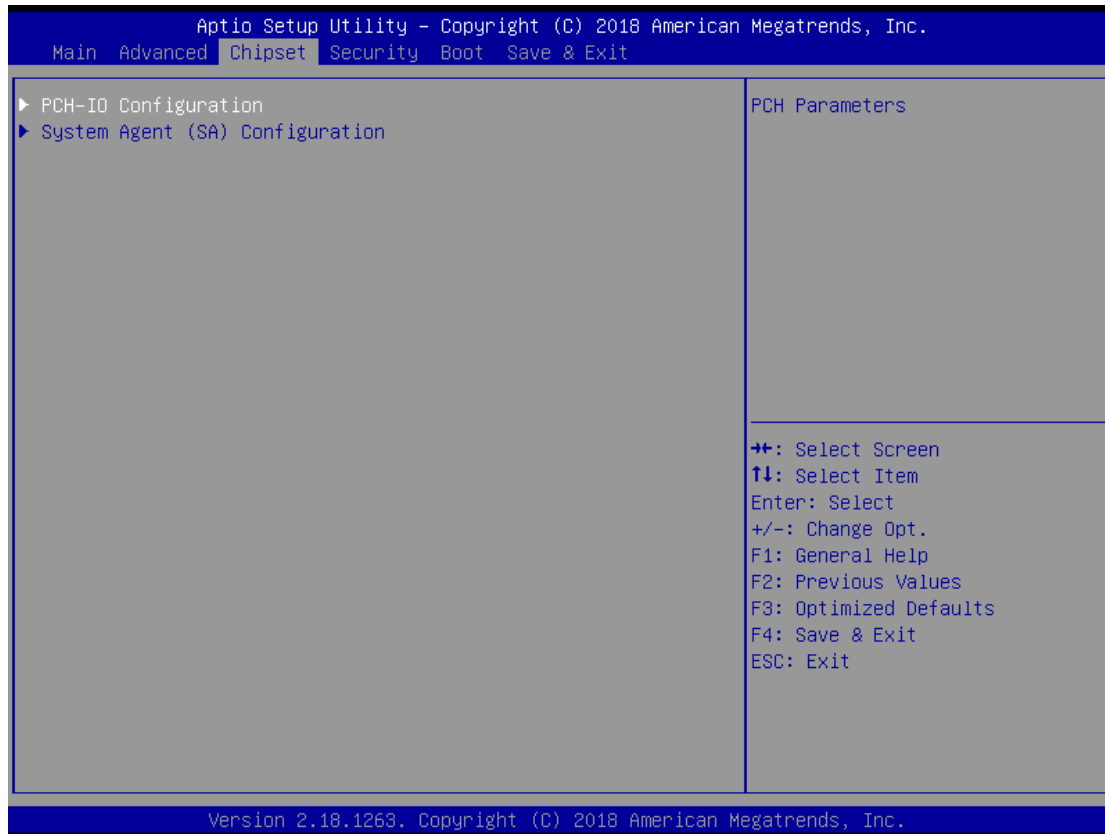 Aptio Setup Utility – Copyright (C) 2018 American Megatrends, Inc.
Main Advanced Chipset Security Boot Save & Exit
▶ PCH-IO Configuration
▶ System Agent (SA) Configuration
PCH Parameters
→←: Select Screen
↑↓: Select Item
Enter: Select
+/-: Change Opt.
F1: General Help
F2: Previous Values
F3: Optimized Defaults
F4: Save & Exit
ESC: Exit
Version 2.18.1263. Copyright (C) 2018 American Megatrends, Inc.